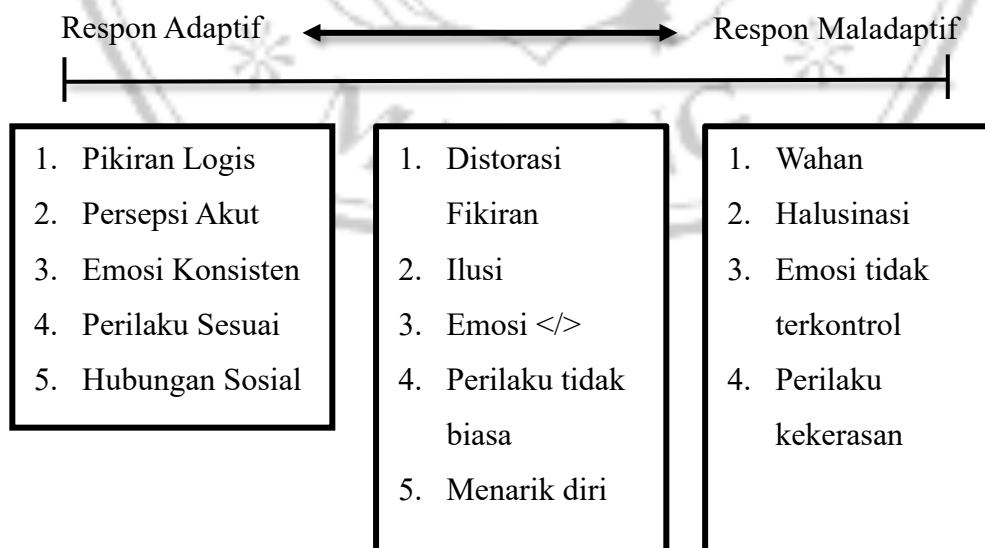 Respon Adaptif
Respon Maladaptif
1. Pikiran Logis
2. Persepsi Akut
3. Emosi Konsisten
4. Perilaku Sesuai
5. Hubungan Sosial
1. Distorasi
Fikiran
2. Ilusi
3. Emosi </>
4. Perilaku tidak
biasa
5. Menarik diri
1. Wahan
2. Halusinasi
3. Emosi tidak
terkontrol
4. Perilaku
kekerasan